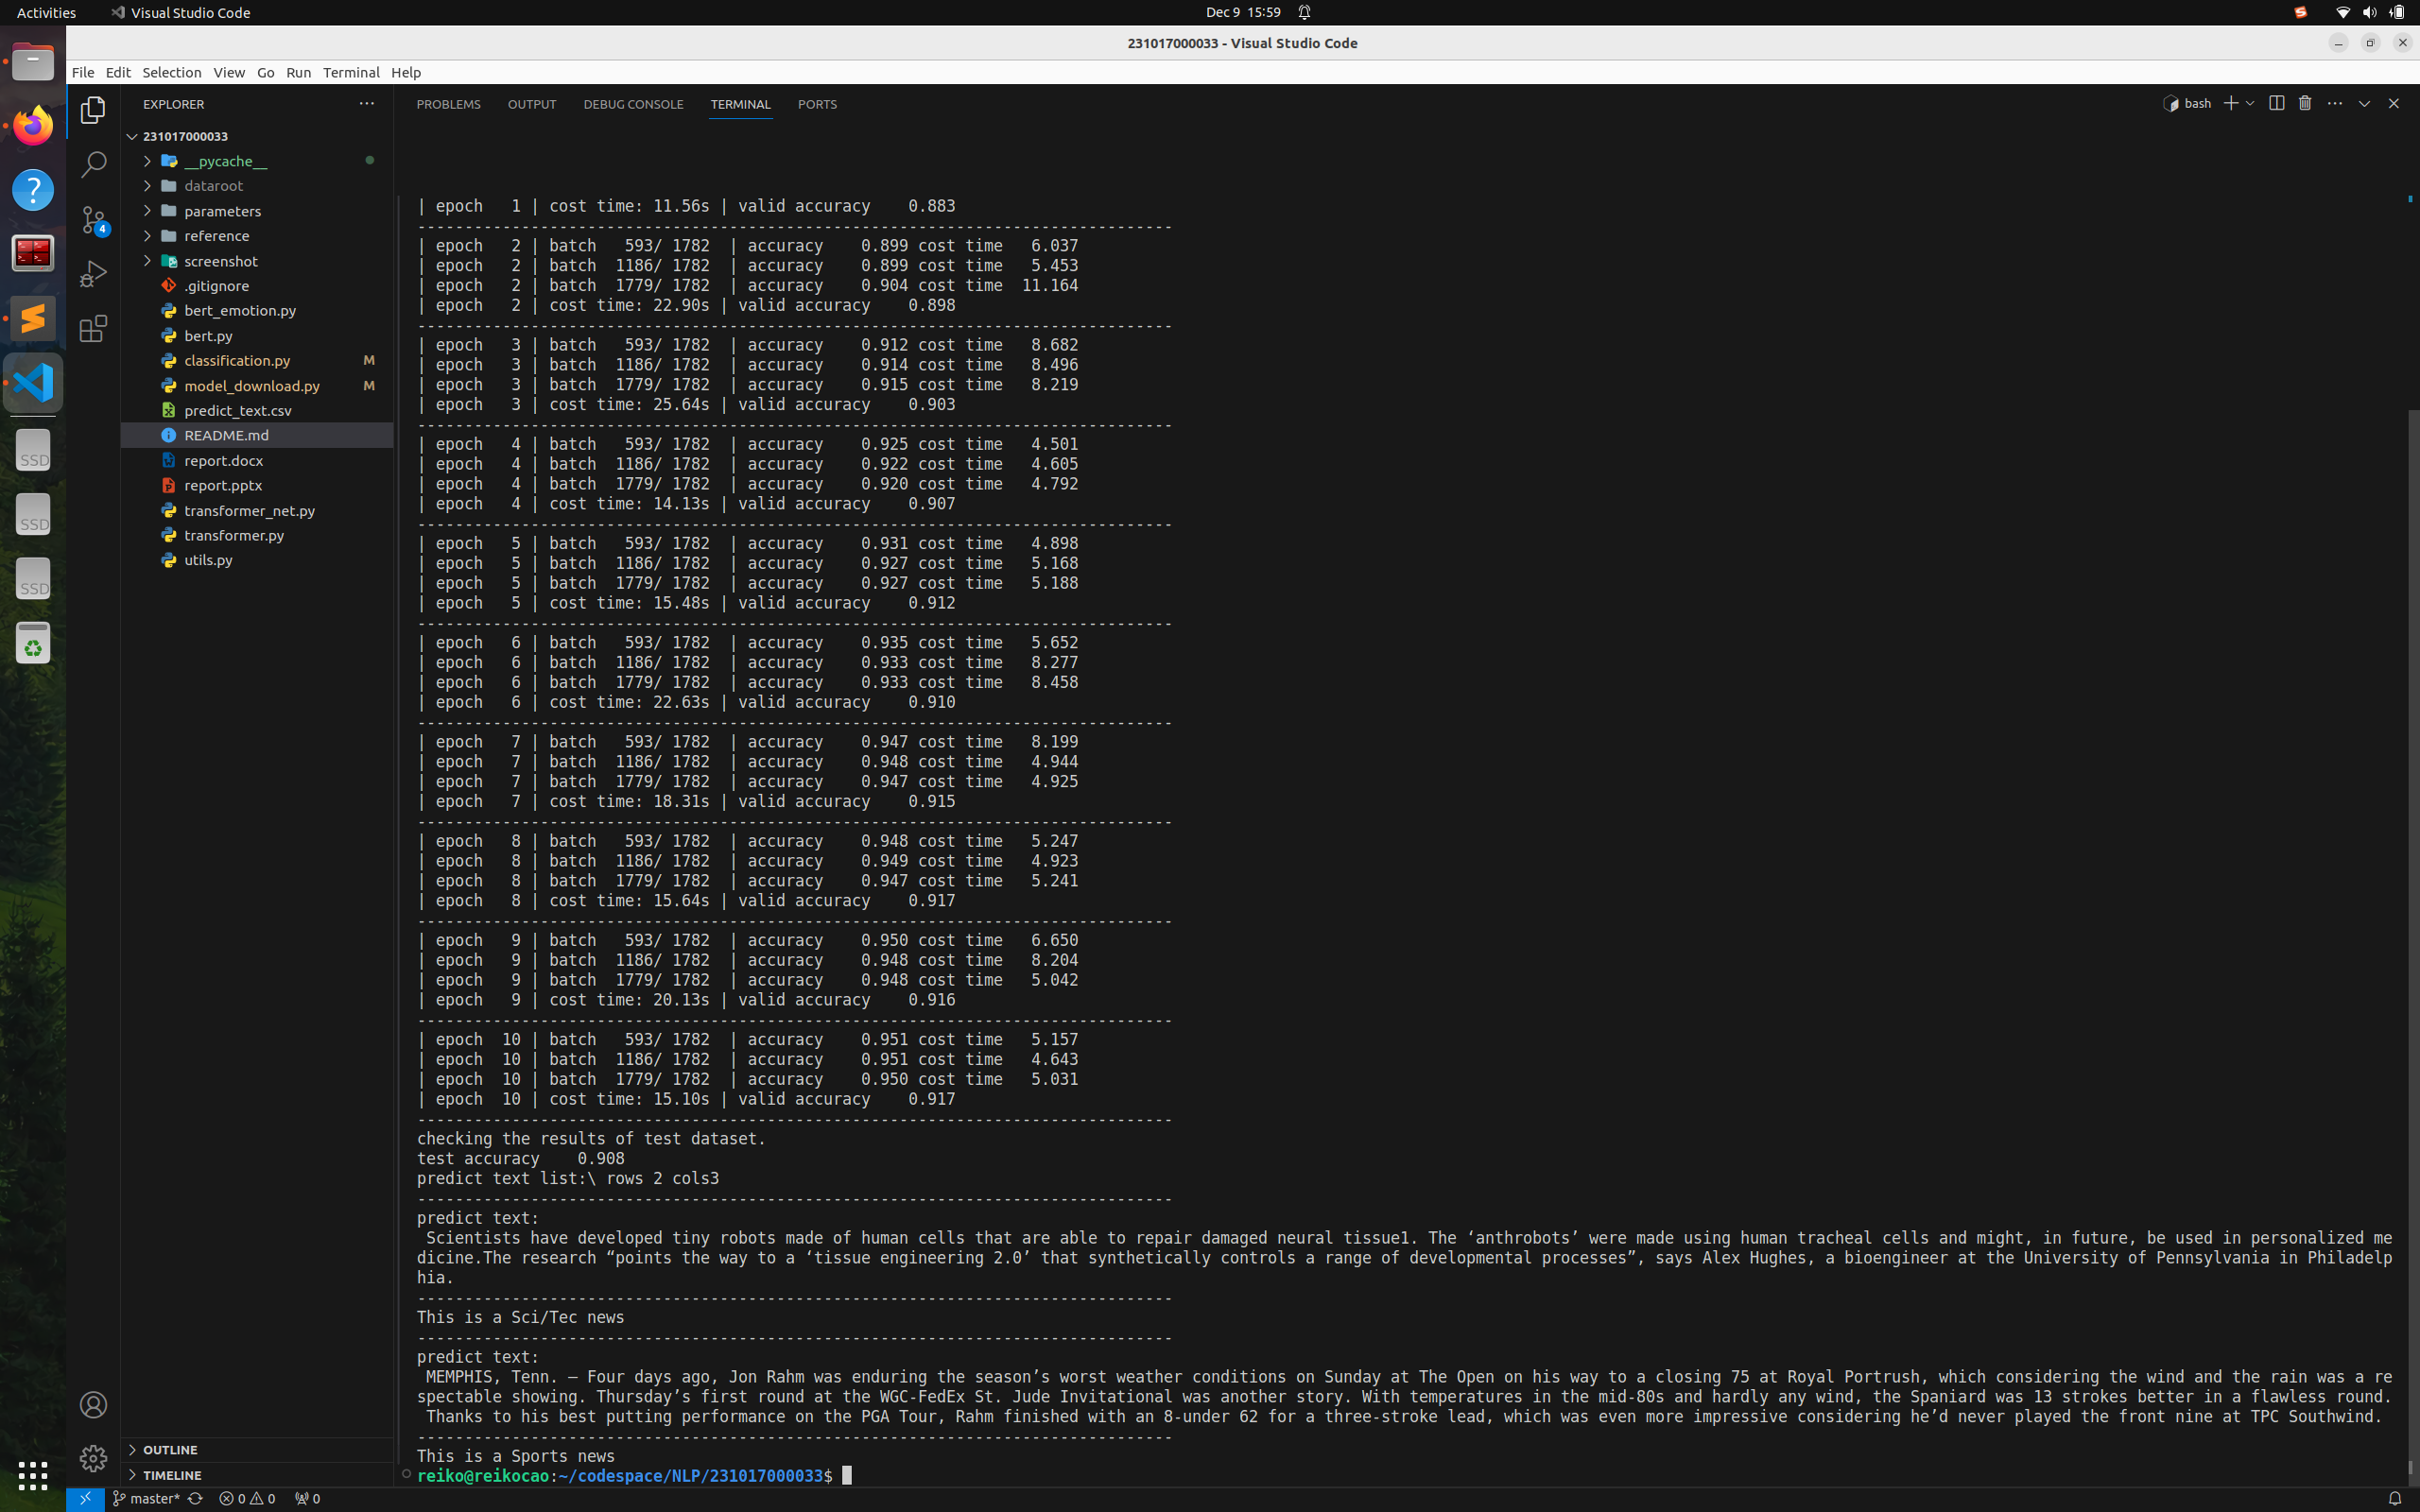 Activities
Visual Studio Code
Dec 9 15:59
231017000033 - Visual Studio Code
File Edit Selection View Go Run Terminal Help
EXPLORER
231017000033
__pycache__
dataroot
parameters
reference
screenshot
.gitignore
bert_emotion.py
bert.py
classification.py M
model_download.py M
predict_text.csv
README.md
report.docx
report.pptx
transformer_net.py
transformer.py
utils.py
OUTLINE
TIMELINE
4
SSD
SSD
SSD
PROBLEMS OUTPUT DEBUG CONSOLE TERMINAL PORTS
bash
| epoch   1 | cost time: 11.56s | valid accuracy    0.883
--------------------------------------------------------------------------------
| epoch   2 | batch   593/ 1782  | accuracy    0.899 cost time   6.037
| epoch   2 | batch  1186/ 1782  | accuracy    0.899 cost time   5.453
| epoch   2 | batch  1779/ 1782  | accuracy    0.904 cost time  11.164
| epoch   2 | cost time: 22.90s | valid accuracy    0.898
--------------------------------------------------------------------------------
| epoch   3 | batch   593/ 1782  | accuracy    0.912 cost time   8.682
| epoch   3 | batch  1186/ 1782  | accuracy    0.914 cost time   8.496
| epoch   3 | batch  1779/ 1782  | accuracy    0.915 cost time   8.219
| epoch   3 | cost time: 25.64s | valid accuracy    0.903
--------------------------------------------------------------------------------
| epoch   4 | batch   593/ 1782  | accuracy    0.925 cost time   4.501
| epoch   4 | batch  1186/ 1782  | accuracy    0.922 cost time   4.605
| epoch   4 | batch  1779/ 1782  | accuracy    0.920 cost time   4.792
| epoch   4 | cost time: 14.13s | valid accuracy    0.907
--------------------------------------------------------------------------------
| epoch   5 | batch   593/ 1782  | accuracy    0.931 cost time   4.898
| epoch   5 | batch  1186/ 1782  | accuracy    0.927 cost time   5.168
| epoch   5 | batch  1779/ 1782  | accuracy    0.927 cost time   5.188
| epoch   5 | cost time: 15.48s | valid accuracy    0.912
--------------------------------------------------------------------------------
| epoch   6 | batch   593/ 1782  | accuracy    0.935 cost time   5.652
| epoch   6 | batch  1186/ 1782  | accuracy    0.933 cost time   8.277
| epoch   6 | batch  1779/ 1782  | accuracy    0.933 cost time   8.458
| epoch   6 | cost time: 22.63s | valid accuracy    0.910
--------------------------------------------------------------------------------
| epoch   7 | batch   593/ 1782  | accuracy    0.947 cost time   8.199
| epoch   7 | batch  1186/ 1782  | accuracy    0.948 cost time   4.944
| epoch   7 | batch  1779/ 1782  | accuracy    0.947 cost time   4.925
| epoch   7 | cost time: 18.31s | valid accuracy    0.915
--------------------------------------------------------------------------------
| epoch   8 | batch   593/ 1782  | accuracy    0.948 cost time   5.247
| epoch   8 | batch  1186/ 1782  | accuracy    0.949 cost time   4.923
| epoch   8 | batch  1779/ 1782  | accuracy    0.947 cost time   5.241
| epoch   8 | cost time: 15.64s | valid accuracy    0.917
--------------------------------------------------------------------------------
| epoch   9 | batch   593/ 1782  | accuracy    0.950 cost time   6.650
| epoch   9 | batch  1186/ 1782  | accuracy    0.948 cost time   8.204
| epoch   9 | batch  1779/ 1782  | accuracy    0.948 cost time   5.042
| epoch   9 | cost time: 20.13s | valid accuracy    0.916
--------------------------------------------------------------------------------
| epoch  10 | batch   593/ 1782  | accuracy    0.951 cost time   5.157
| epoch  10 | batch  1186/ 1782  | accuracy    0.951 cost time   4.643
| epoch  10 | batch  1779/ 1782  | accuracy    0.950 cost time   5.031
| epoch  10 | cost time: 15.10s | valid accuracy    0.917
--------------------------------------------------------------------------------
checking the results of test dataset.
test accuracy    0.908
predict text list:\ rows 2 cols3
--------------------------------------------------------------------------------
predict text:
Scientists have developed tiny robots made of human cells that are able to repair damaged neural tissue1. The ‘anthrobots’ were made using human tracheal cells and might, in future, be used in personalized me
dicine.The research “points the way to a ‘tissue engineering 2.0’ that synthetically controls a range of developmental processes”, says Alex Hughes, a bioengineer at the University of Pennsylvania in Philadelp
hia.
--------------------------------------------------------------------------------
This is a Sci/Tec news
--------------------------------------------------------------------------------
predict text:
MEMPHIS, Tenn. – Four days ago, Jon Rahm was enduring the season’s worst weather conditions on Sunday at The Open on his way to a closing 75 at Royal Portrush, which considering the wind and the rain was a re
spectable showing. Thursday’s first round at the WGC-FedEx St. Jude Invitational was another story. With temperatures in the mid-80s and hardly any wind, the Spaniard was 13 strokes better in a flawless round.
Thanks to his best putting performance on the PGA Tour, Rahm finished with an 8-under 62 for a three-stroke lead, which was even more impressive considering he’d never played the front nine at TPC Southwind.
--------------------------------------------------------------------------------
This is a Sports news
reiko@reikocao:~/codespace/NLP/231017000033$
master* 0 0 0